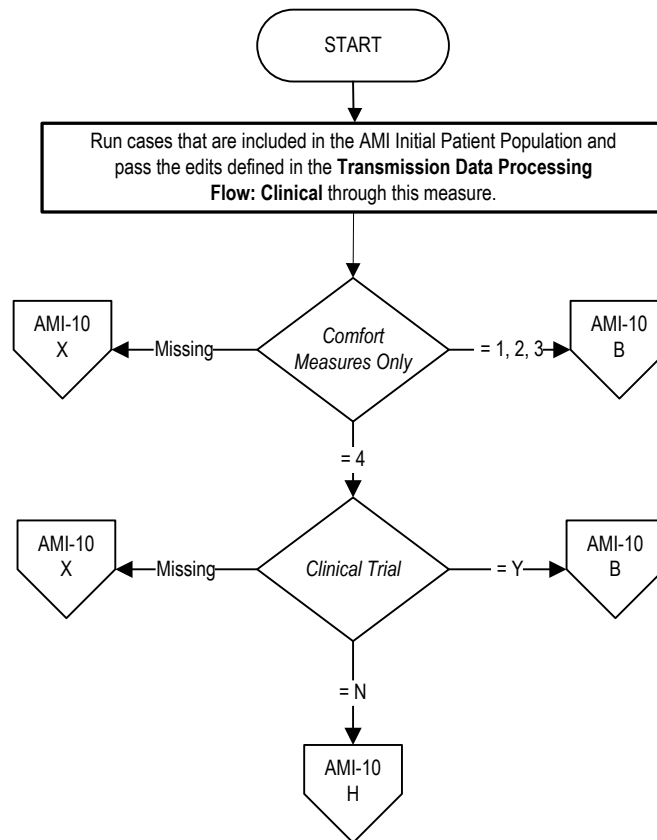 START
Run cases that are included in the AMI Initial Patient Population and
pass the edits defined in the Transmission Data Processing
Flow: Clinical through this measure.
AMI-10
X
Missing
Comfort
Measures Only
= 1, 2, 3
AMI-10
B
= 4
AMI-10
X
Missing
Clinical Trial
= Y
AMI-10
B
= N
AMI-10
H